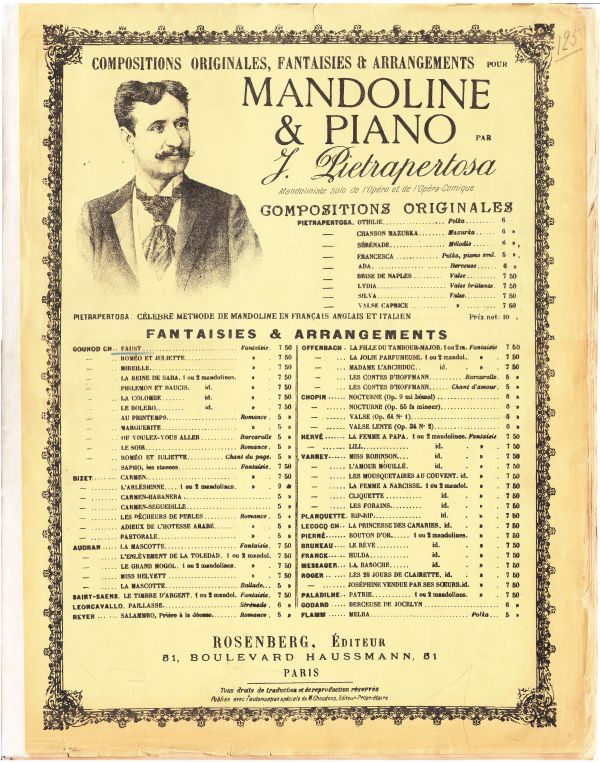 125
COMPOSITIONS ORIGINALES, FANTAISIES & ARRANGEMENTS POUR
MANDOLINE
& PIANO PAR
J. Pietrapertosa
Mandoliniste solo de l'Opéra et de l'Opéra-Comique
COMPOSITIONS ORIGINALES
PIETRAPERTOSA, OTHILIE. Polka. 6 »
— CHANSON MAZURKA. Mazurka. 6 »
— SÉRÉNADE. Mélodie. 6 »
— FRANCESCA. Polka, piano seul. 5 »
— ADA. Berceuse. 6 »
— BRISE DE NAPLES. Valse. 7 50
— LYDIA. Valse brillante. 7 50
— SILVA. Valse. 7 50
— VALSE CAPRICE » 7 50
PIETRAPERTOSA. CÉLÈBRE METHODE DE MANDOLINE EN FRANÇAIS ANGLAIS ET ITALIEN. Prix net. 10 »
FANTAISIES & ARRANGEMENTS
GOUNOD CH. FAUST. Fantaisie. 7 50
— ROMÉO ET JULIETTE. » 7 50
— MIREILLE. » 7 50
— LA REINE DE SABA. 1 ou 2 mandolines. » 7 50
— PHILEMON ET BAUCIS. id. » 7 50
— LA COLOMBE id. » 7 50
— LE BOLERO. id. » 7 50
— AU PRINTEMPS. Romance. 5 »
— MARGUERITE » 5 »
— OU VOULEZ-VOUS ALLER Barcarolle 5 »
— LE SOIR. Romance. 5 »
— ROMÉO ET JULIETTE Chant du page. 5 »
— SAPHO, les stances. Fantaisie. 7 50
BIZET. CARMEN. » 7 50
— L'ARLÉSIENNE. 1 ou 2 mandolines. » 9 »
— CARMEN-HABANERA. 5 »
— CARMEN-SEGUEDILLE 5 »
— LES PÊCHEURS DE PERLES Romance. 5 »
— ADIEUX DE L'HOTESSE ARABE » 5 »
— PASTORALE. » 5 »
AUDRAN. LA MASCOTTE. Fantaisie. 7 50
— L'ENLÈVEMENT DE LA TOLEDAD. 1 ou 2 mandol. 7 50
— LE GRAND MOGOL. 1 ou 2 mandolines. » 7 50
— MISS HELYETT » 7 50
— LA MASCOTTE. Ballade. 5 »
SAINT-SAENS. LE TIMBRE D'ARGENT. 1 ou 2 mandol. Fantaisie. 7 50
LEONCAVALLO. PAILLASSE. Sérénade. 6 »
REYER. SALAMMBO, Prière à la déesse. Romance. 5 »
OFFENBACH. LA FILLE DU TAMBOUR-MAJOR. 1 ou 2 m. Fantaisie 7 50
— LA JOLIE PARFUMEUSE. 1 ou 2 mandol. » 7 50
— MADAME L'ARCHIDUC. id. » 7 50
— LES CONTES D'HOFFMANN. Barcarolle. 5 »
— LES CONTES D'HOFFMANN. Chant d'amour. 5 »
CHOPIN NOCTURNE (Op. 9 mi bémol) 6 »
— NOCTURNE (Op. 55 fa mineur) 6 »
— VALSE (Op. 64 Nº 1) 6 »
— VALSE LENTE (Op. 34 Nº 2) 6 »
HERVÉ. LA FEMME A PAPA. 1 ou 2 mandolines. Fantaisie. 7 50
— LILI. id. » 7 50
VARNEY. MISS ROBINSON. id. » 7 50
— L'AMOUR MOUILLÉ. id. » 7 50
— LES MOUSQUETAIRES AU COUVENT. id. » 7 50
— LA FEMME A NARCISSE. 1 ou 2 mandol. » 7 50
— CLIQUETTE id. » 7 50
— LES FORAINS. id. » 7 50
PLANQUETTE. RIP-RIP. id. » 7 50
LECOCQ CH. LA PRINCESSE DES CANARIES. id. » 7 50
PIERNÉ. BOUTON D'OR. 1 ou 2 mandolines. » 7 50
BRUNEAU. LE RÊVE id. » 7 50
FRANCK. HULDA. id. » 7 50
MESSAGER. LA BASOCHE id. » 7 50
ROGER. LES 28 JOURS DE CLAIRETTE. id. » 7 50
— JOSÉPHINE VENDUE PAR SES SŒURS. id. » 7 50
PALADILHE. PATRIE. 1 ou 2 mandolines. » 7 50
GODARD. BERCEUSE DE JOCELYN 6 »
FLAMMI MELBA. Polka. 5 »
ROSENBERG, ÉDITEUR
51, BOULEVARD HAUSSMANN, 51
PARIS
Tous droits de traduction et de reproduction réservés
Publiée avec l'autorisation spéciale de M. Choudens, Editeur-Propriétaire